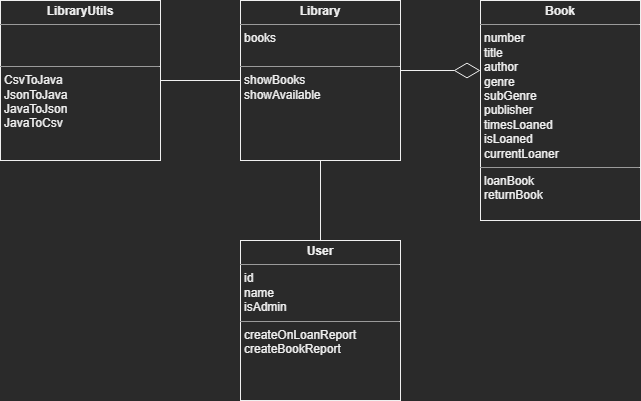 LibraryUtils
CsvToJava
JsonToJava
JavaToJson
JavaToCsv
Library
books
showBooks
showAvailable
Book
number
title
author
genre
subGenre
publisher
timesLoaned
isLoaned
currentLoaner
loanBook
returnBook
User
id
name
isAdmin
createOnLoanReport
createBookReport